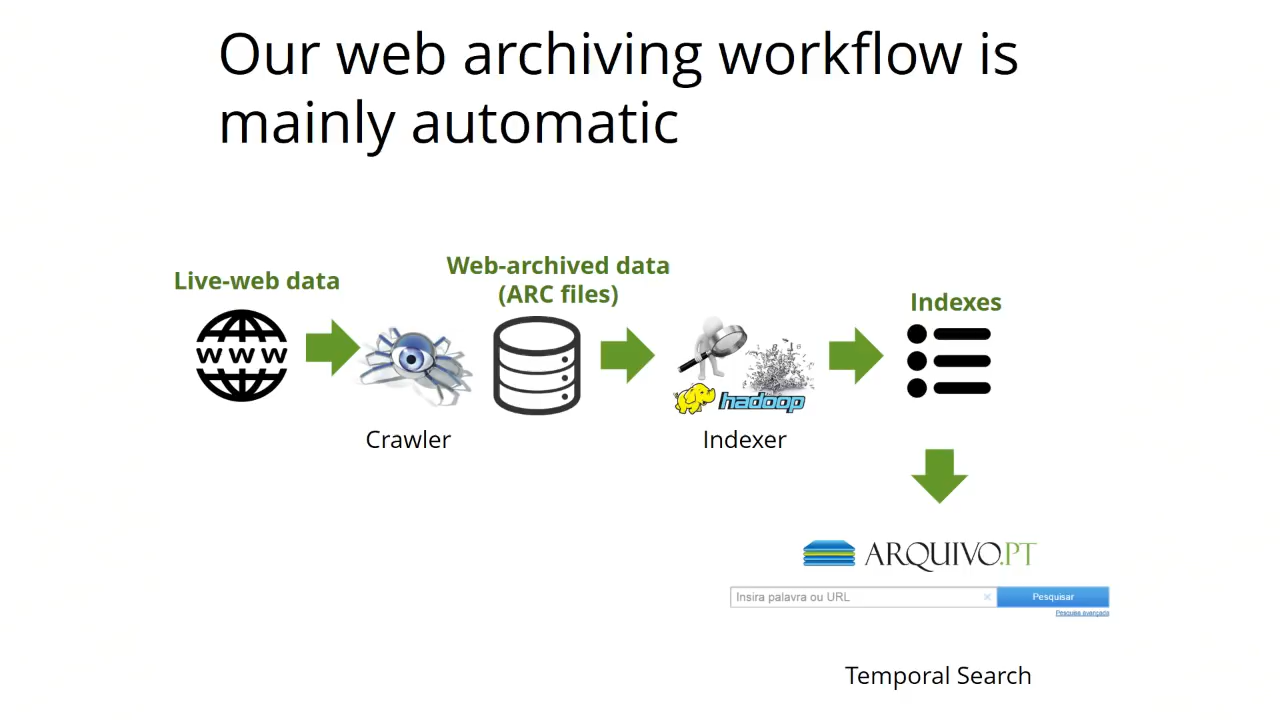 Our web archiving workflow is
mainly automatic
Live-web data
Web-archived data
(ARC files)
Indexes
www
hadoop
Crawler
Indexer
ARQUIVO.PT
Insira palavra ou URL
Pesquisar
Pesquisa avançada
Temporal Search